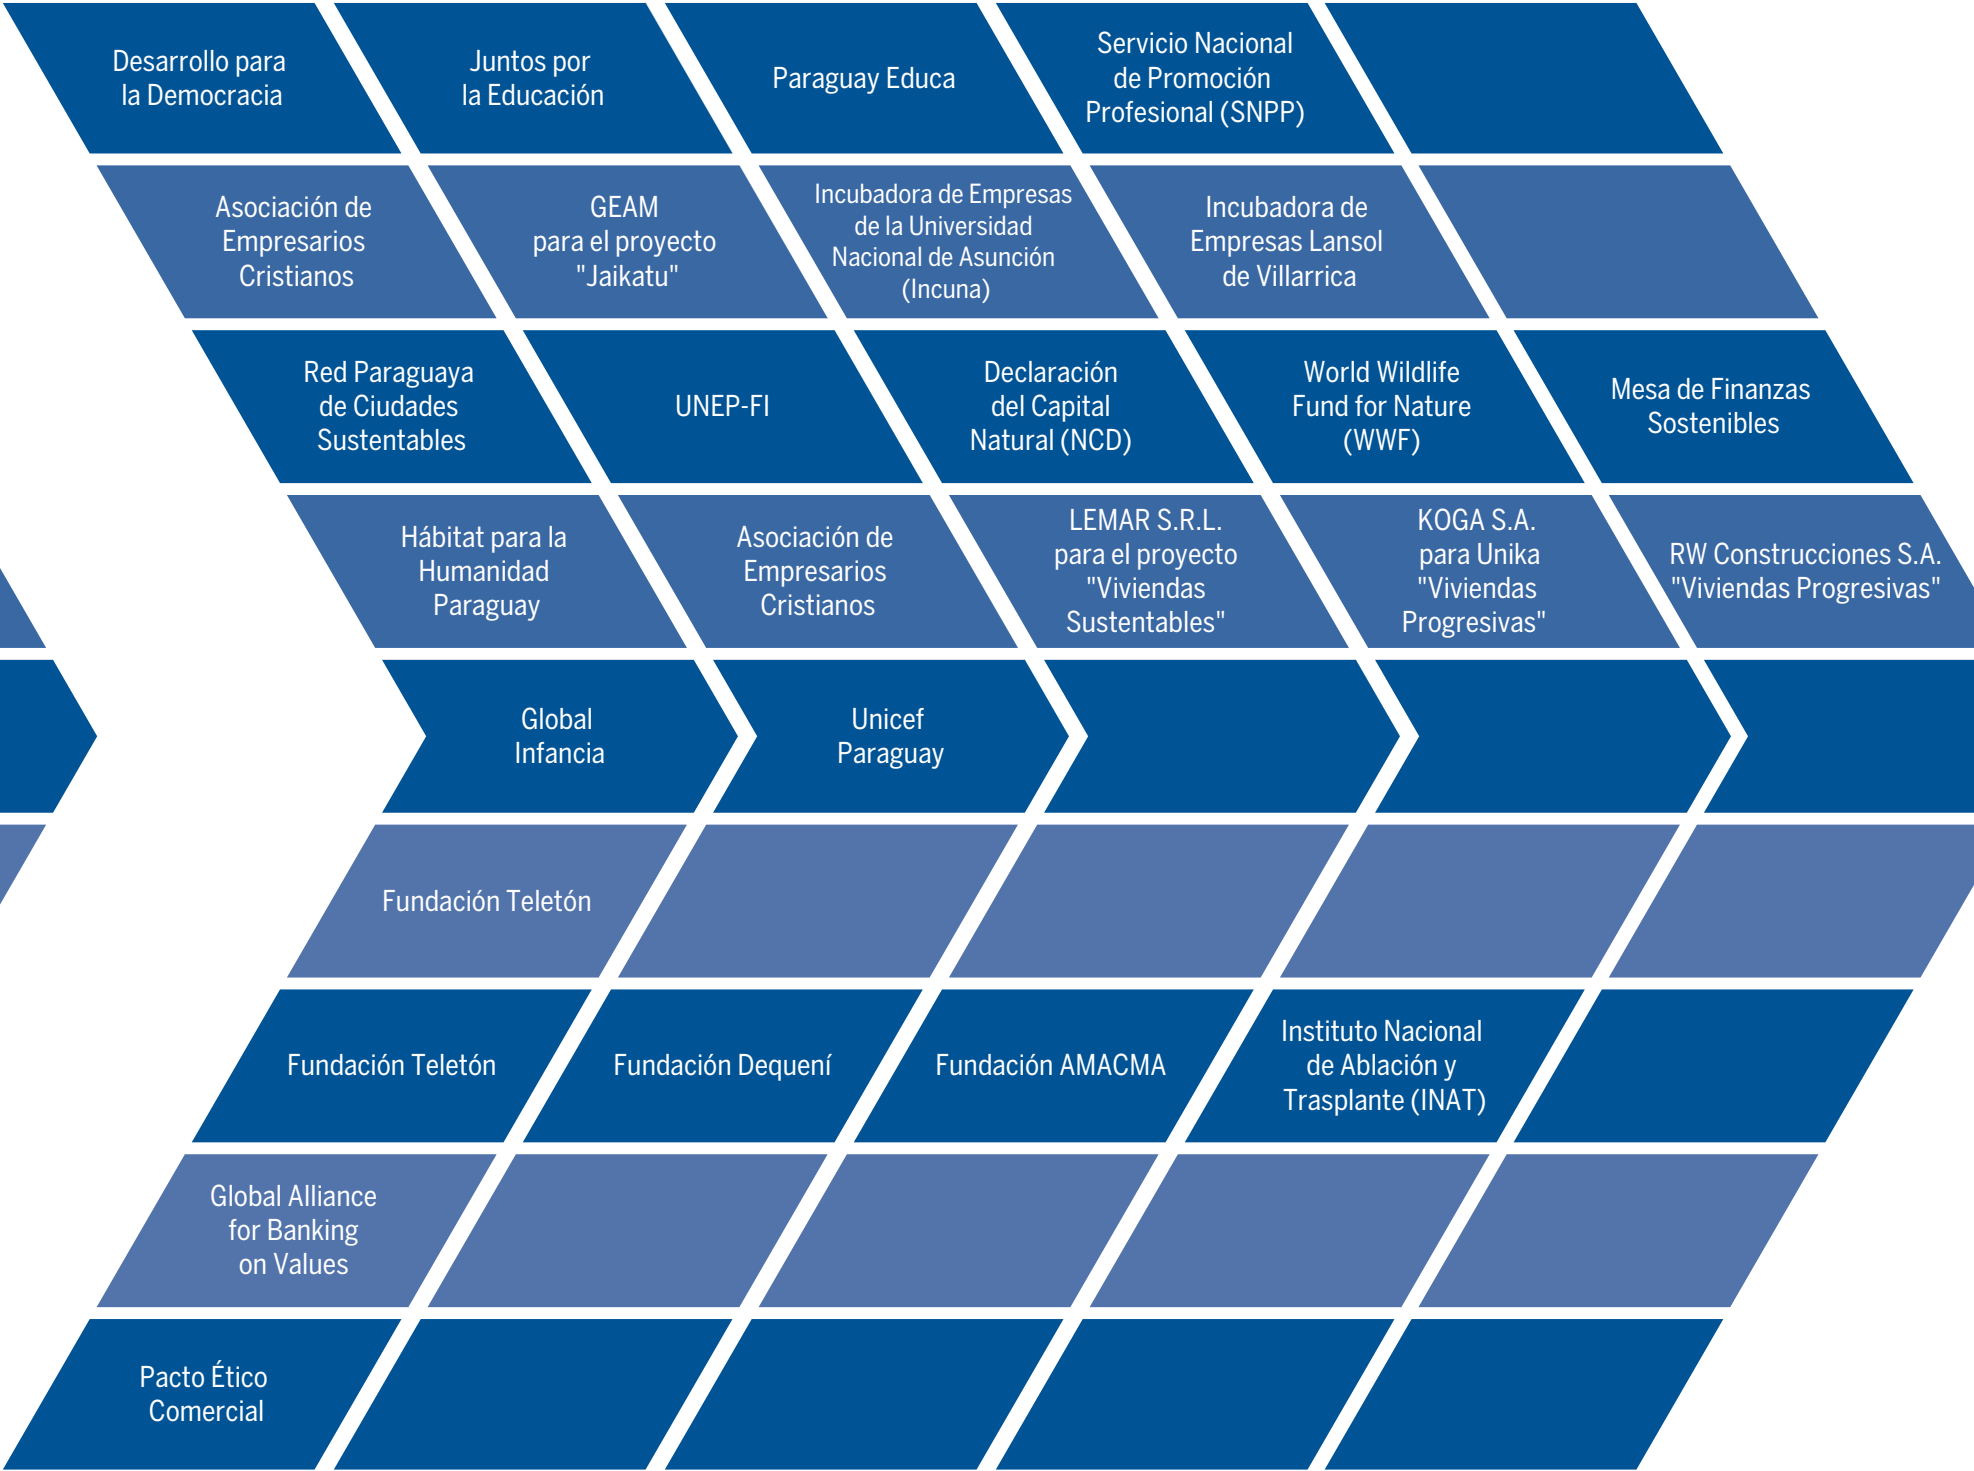 Desarrollo para
la Democracia
Juntos por
la Educación
Paraguay Educa
Servicio Nacional
de Promoción
Profesional (SNPP)
Asociación de
Empresarios
Cristianos
GEAM
para el proyecto
"Jaikatu"
Incubadora de Empresas
de la Universidad
Nacional de Asunción
(Incuna)
Incubadora de
Empresas Lansol
de Villarrica
Red Paraguaya
de Ciudades
Sustentables
UNEP-FI
Declaración
del Capital
Natural (NCD)
World Wildlife
Fund for Nature
(WWF)
Mesa de Finanzas
Sostenibles
Hábitat para la
Humanidad
Paraguay
Asociación de
Empresarios
Cristianos
LEMAR S.R.L.
para el proyecto
"Viviendas
Sustentables"
KOGA S.A.
para Unika
"Viviendas
Progresivas"
RW Construcciones S.A.
"Viviendas Progresivas"
Global
Infancia
Unicef
Paraguay
Fundación Teletón
Fundación Teletón
Fundación Dequení
Fundación AMACMA
Instituto Nacional
de Ablación y
Trasplante (INAT)
Global Alliance
for Banking
on Values
Pacto Ético
Comercial